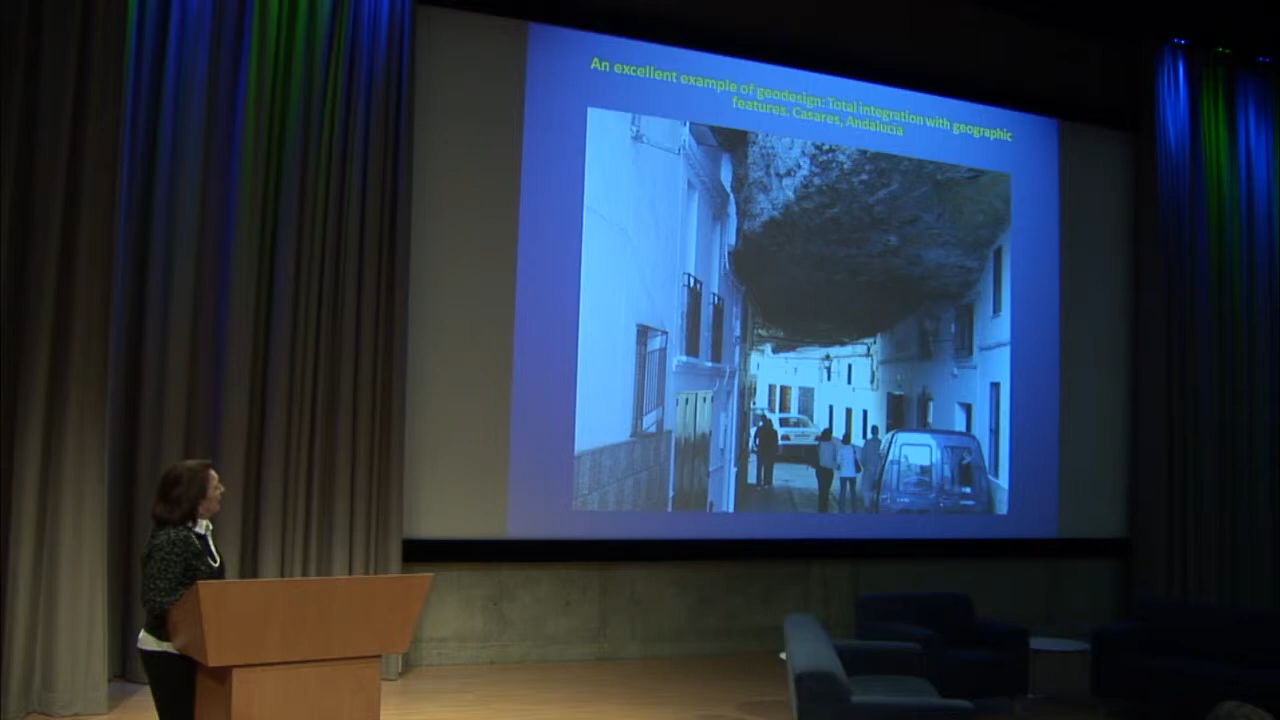 An excellent example of geodesign: Total integration with geographic
features. Casares, Andalucia